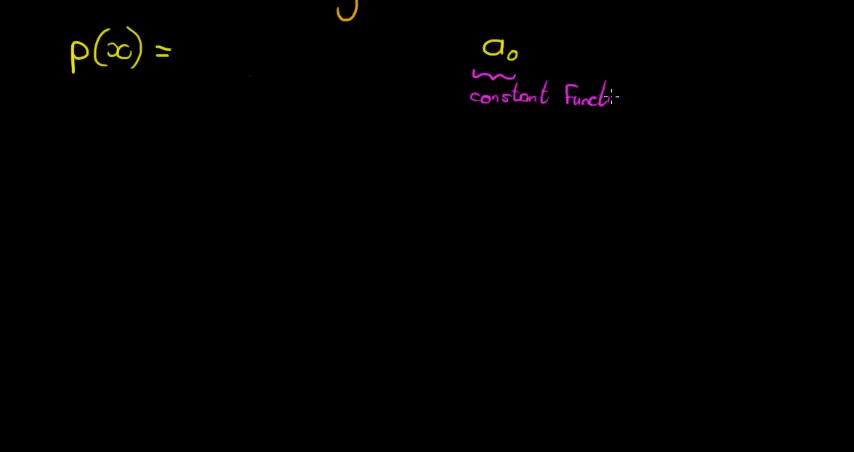 p(x) = a₀
constant Funct